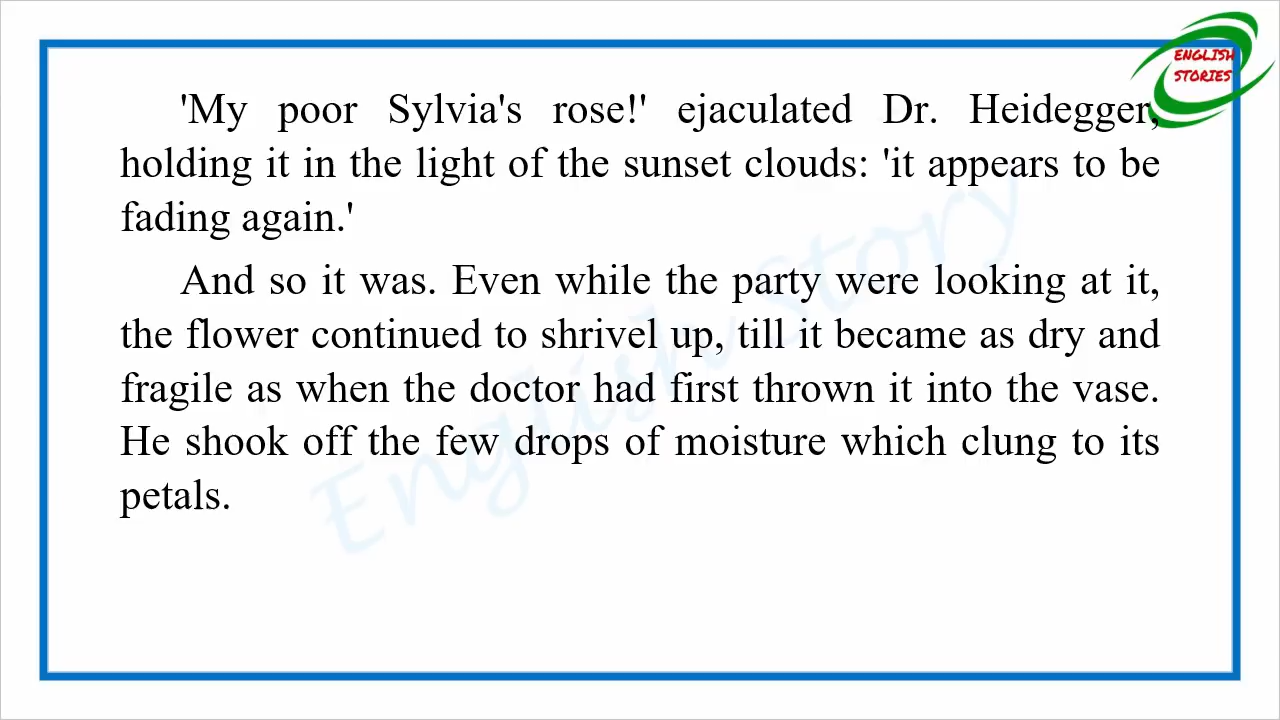 ENGLISH
STORIES
'My poor Sylvia's rose!' ejaculated Dr. Heidegger,
holding it in the light of the sunset clouds: 'it appears to be
fading again.'
And so it was. Even while the party were looking at it,
the flower continued to shrivel up, till it became as dry and
fragile as when the doctor had first thrown it into the vase.
He shook off the few drops of moisture which clung to its
petals.
English Story